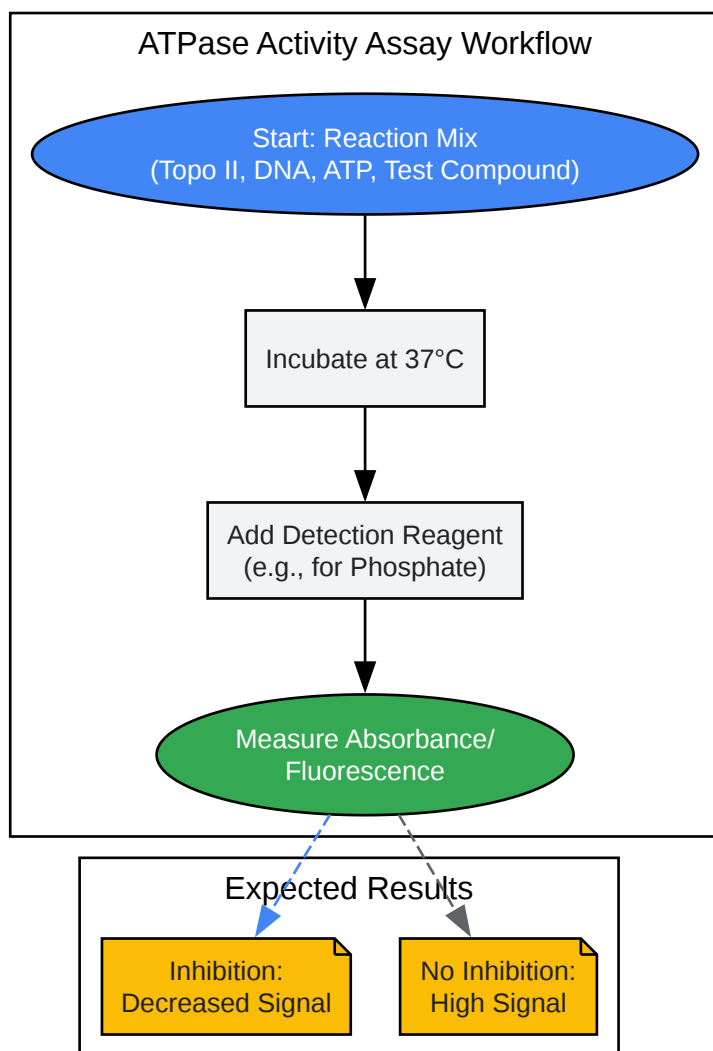 ATPase Activity Assay Workflow
Start: Reaction Mix
(Topo II, DNA, ATP, Test Compound)
Incubate at 37°C
Add Detection Reagent
(e.g., for Phosphate)
Measure Absorbance/
Fluorescence
Expected Results
Inhibition:
Decreased Signal
No Inhibition:
High Signal